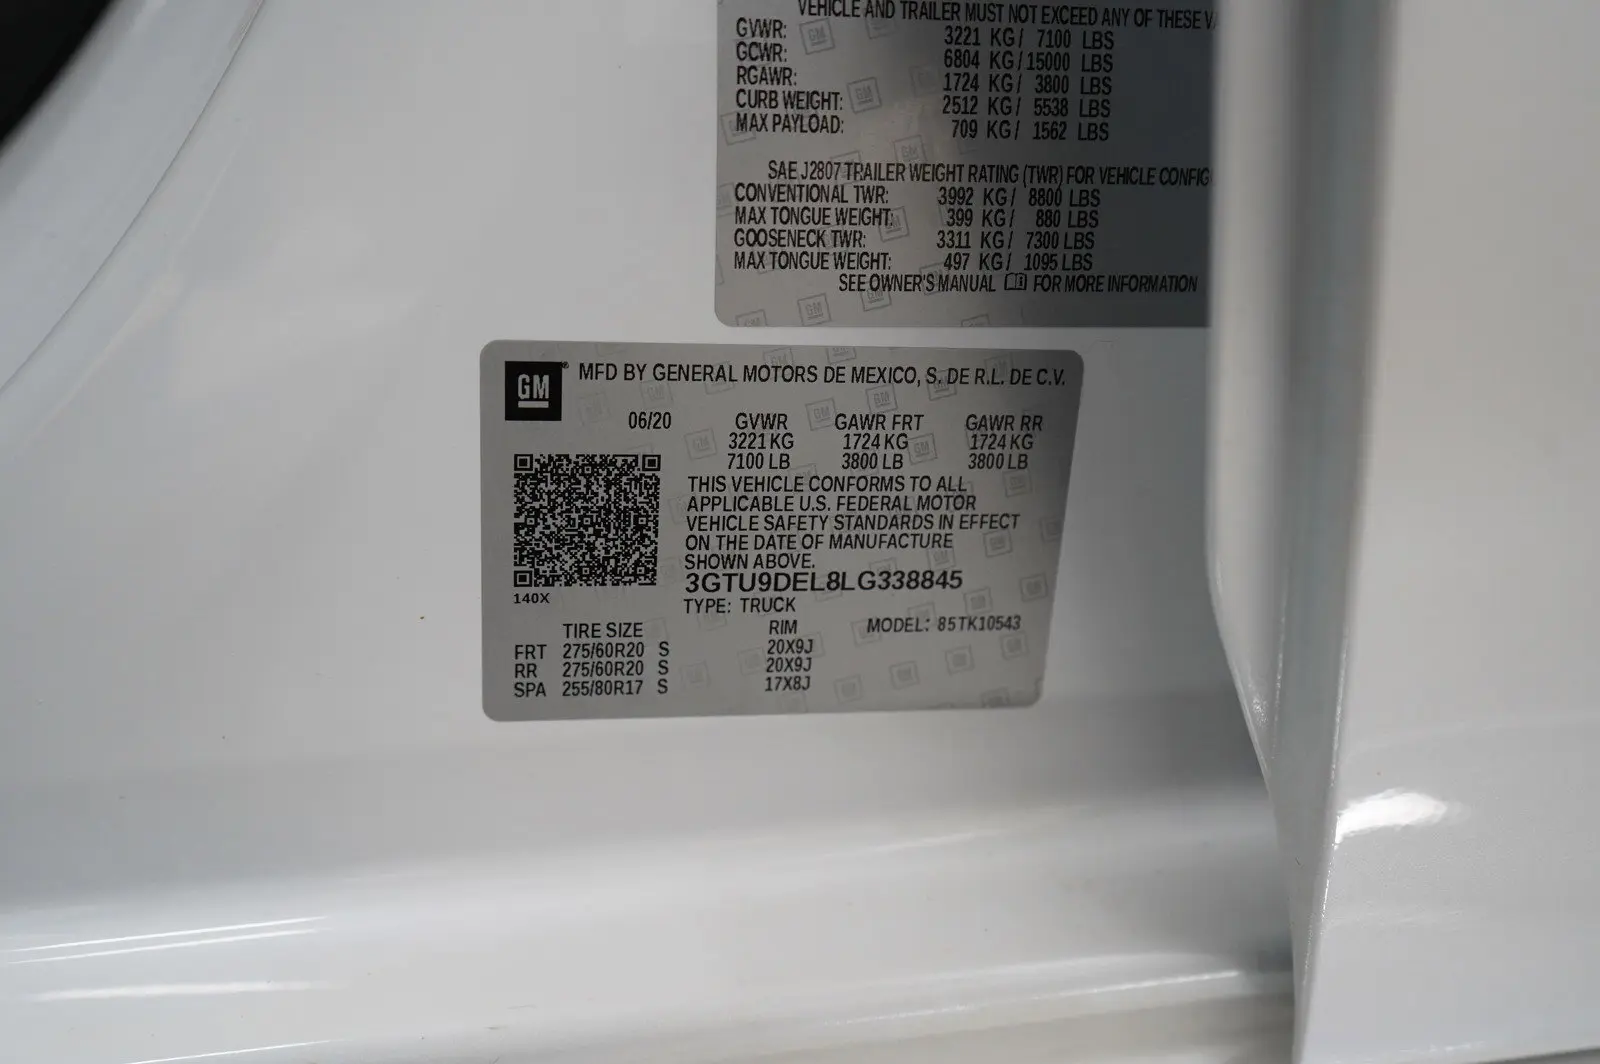 VEHICLE AND TRAILER MUST NOT EXCEED ANY OF THESE
GVWR: 3221 KG/ 7100 LBS
GCWR: 6804 KG/ 15000 LBS
RGAWR: 1724 KG/ 3800 LBS
CURB WEIGHT: 2512 KG/ 5538 LBS
MAX PAYLOAD: 709 KG/ 1562 LBS
SAE J2807 TRAILER WEIGHT RATING (TWR) FOR VEHICLE CONFIG
CONVENTIONAL TWR: 3992 KG/ 8800 LBS
MAX TONGUE WEIGHT: 399 KG/ 880 LBS
GOOSENECK TWR: 3311 KG/ 7300 LBS
MAX TONGUE WEIGHT: 497 KG/ 1095 LBS
SEE OWNER'S MANUAL FOR MORE INFORMATION
GM® MFD BY GENERAL MOTORS DE MEXICO, S. DE R.L. DE C.V.
06/20 GVWR GAWR FRT GAWR RR
3221 KG 1724 KG 1724 KG
7100 LB 3800 LB 3800 LB
THIS VEHICLE CONFORMS TO ALL
APPLICABLE U.S. FEDERAL MOTOR
VEHICLE SAFETY STANDARDS IN EFFECT
ON THE DATE OF MANUFACTURE
SHOWN ABOVE.
3GTU9DEL8LG338845
140X
TYPE: TRUCK
TIRE SIZE RIM MODEL: 85TK10543
FRT 275/60R20 S 20X9J
RR 275/60R20 S 20X9J
SPA 255/80R17 S 17X8J